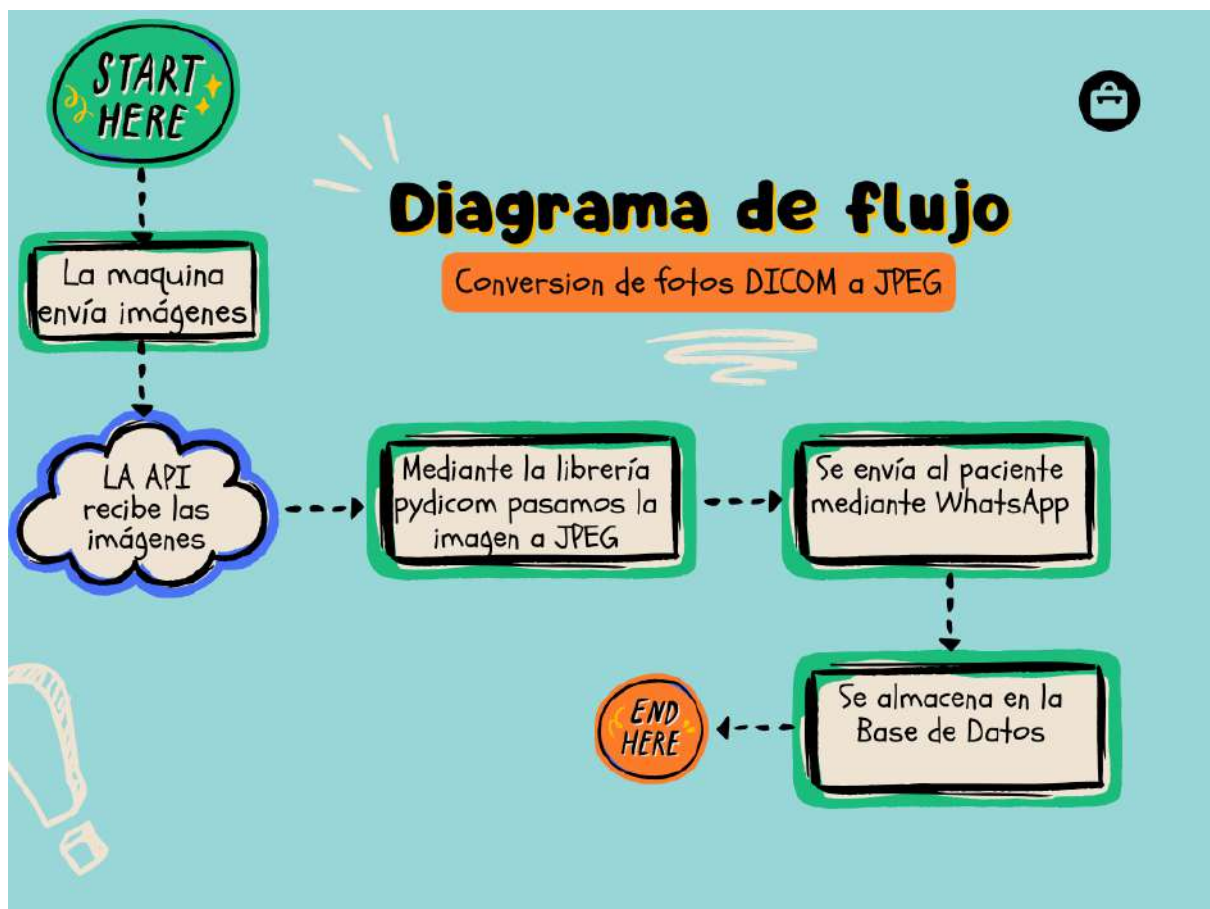 START
HERE
Diagrama de flujo
Conversion de fotos DICOM a JPEG
La maquina
envía imágenes
LA API
recibe las
imágenes
Mediante la librería
pydicom pasamos la
imagen a JPEG
Se envía al paciente
mediante WhatsApp
Se almacena en la
Base de Datos
END
HERE